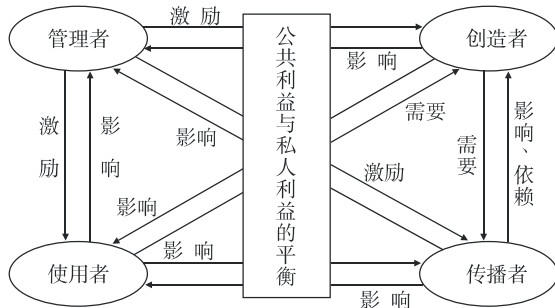 激 励
管理者
创造者
影 响
公共利益与私人利益的平衡
激励
影响
影响
需要
需要
影响、依赖
影响
激励
使用者
影 响
传播者
影 响